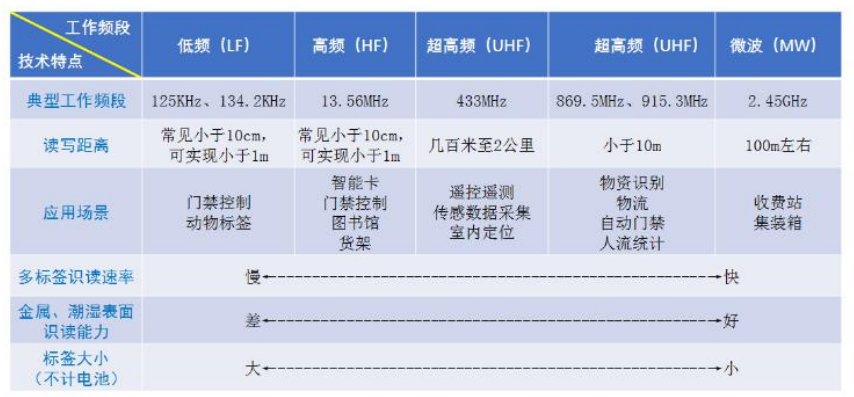 工作频段
技术特点
低频（LF）
高频（HF）
超高频（UHF）
超高频（UHF）
微波（MW）
典型工作频段
125KHz、134.2KHz
13.56MHz
433MHz
869.5MHz、915.3MHz
2.45GHz
读写距离
常见小于10cm，
可实现小于1m
常见小于10cm，
可实现小于1m
几百米至2公里
小于10m
100m左右
应用场景
门禁控制
动物标签
智能卡
门禁控制
图书馆
货架
遥控遥测
传感数据采集
室内定位
物资识别
物流
自动门禁
人流统计
收费站
集装箱
多标签识读速率
慢
快
金属、潮湿表面
识读能力
差
好
标签大小
（不计电池）
大
小